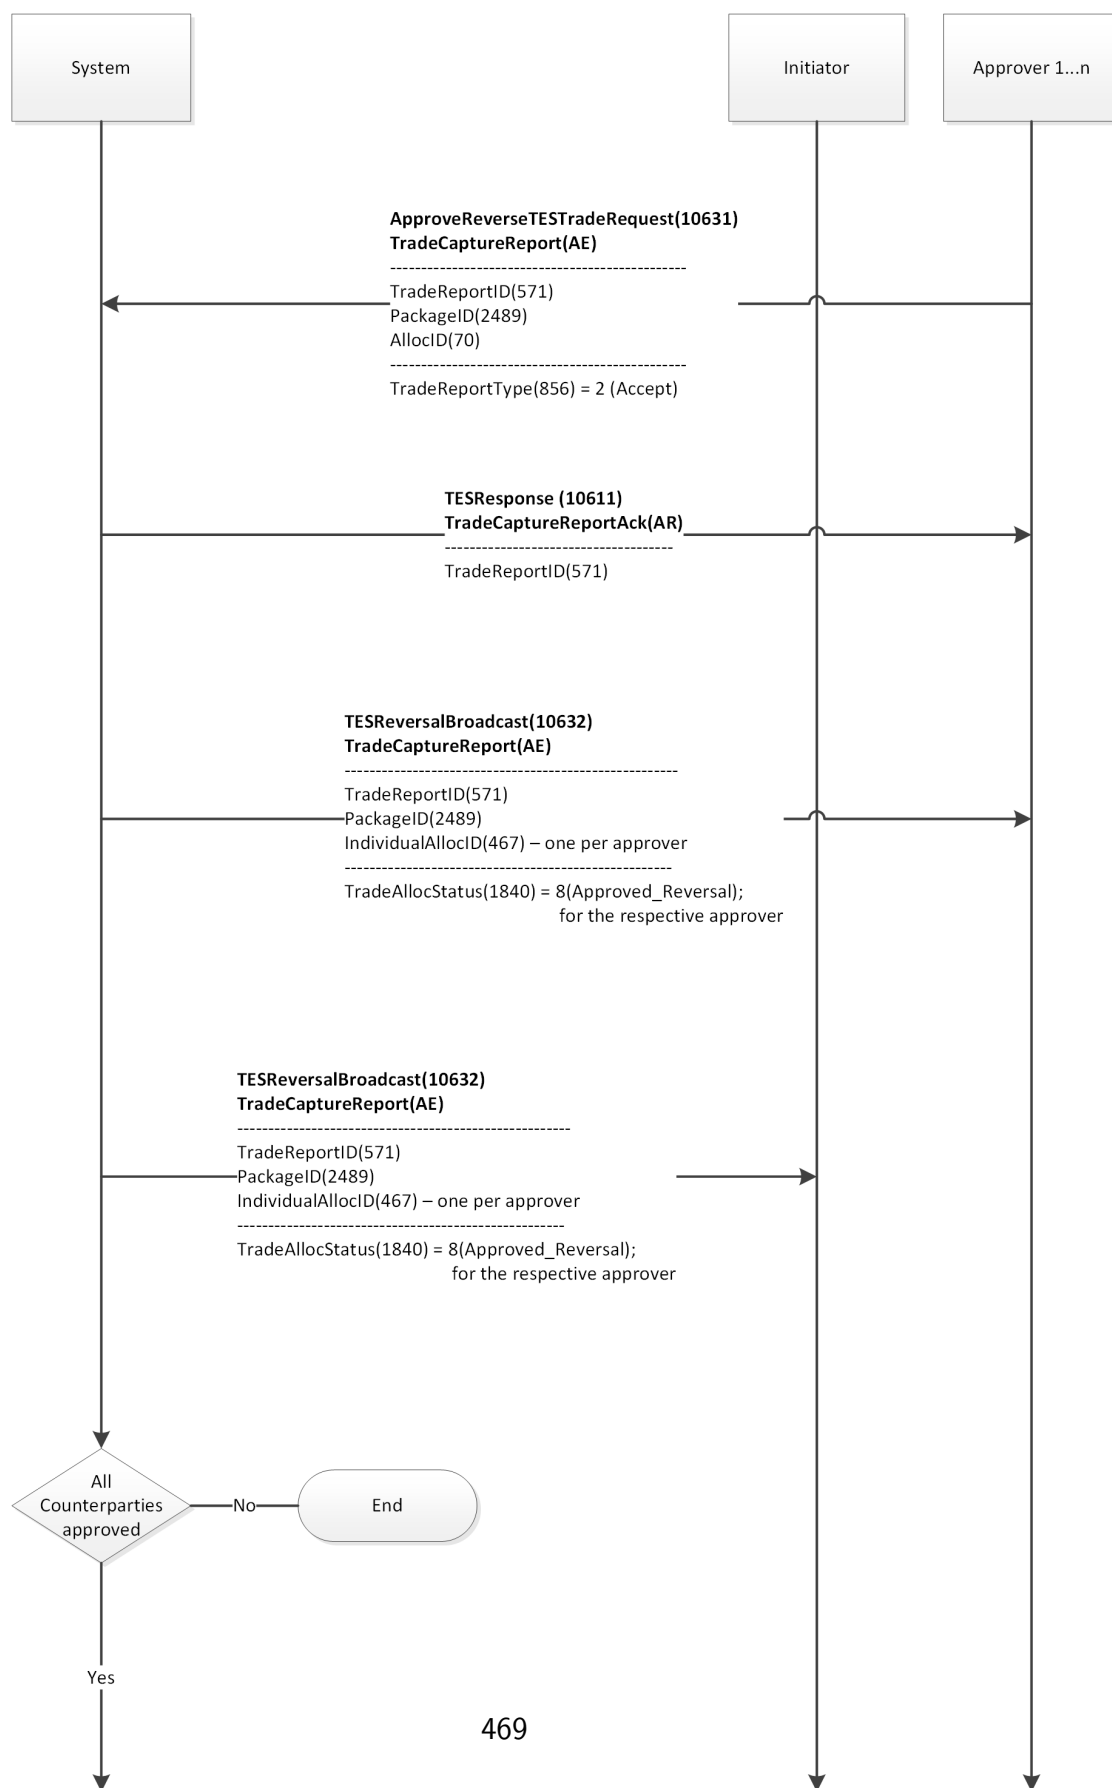 System
Initiator
Approver 1...n
ApproveReverseTESTradeRequest(10631)
TradeCaptureReport(AE)
------------------------------------------------
TradeReportID(571)
PackageID(2489)
AllocID(70)
------------------------------------------------
TradeReportType(856) = 2 (Accept)
TESResponse (10611)
TradeCaptureReportAck(AR)
-------------------------------------
TradeReportID(571)
TESReversalBroadcast(10632)
TradeCaptureReport(AE)
------------------------------------------------------
TradeReportID(571)
PackageID(2489)
IndividualAllocID(467) – one per approver
-----------------------------------------------------
TradeAllocStatus(1840) = 8(Approved_Reversal);
for the respective approver
TESReversalBroadcast(10632)
TradeCaptureReport(AE)
------------------------------------------------------
TradeReportID(571)
PackageID(2489)
IndividualAllocID(467) – one per approver
-----------------------------------------------------
TradeAllocStatus(1840) = 8(Approved_Reversal);
for the respective approver
All
Counterparties
approved
No
End
Yes
469